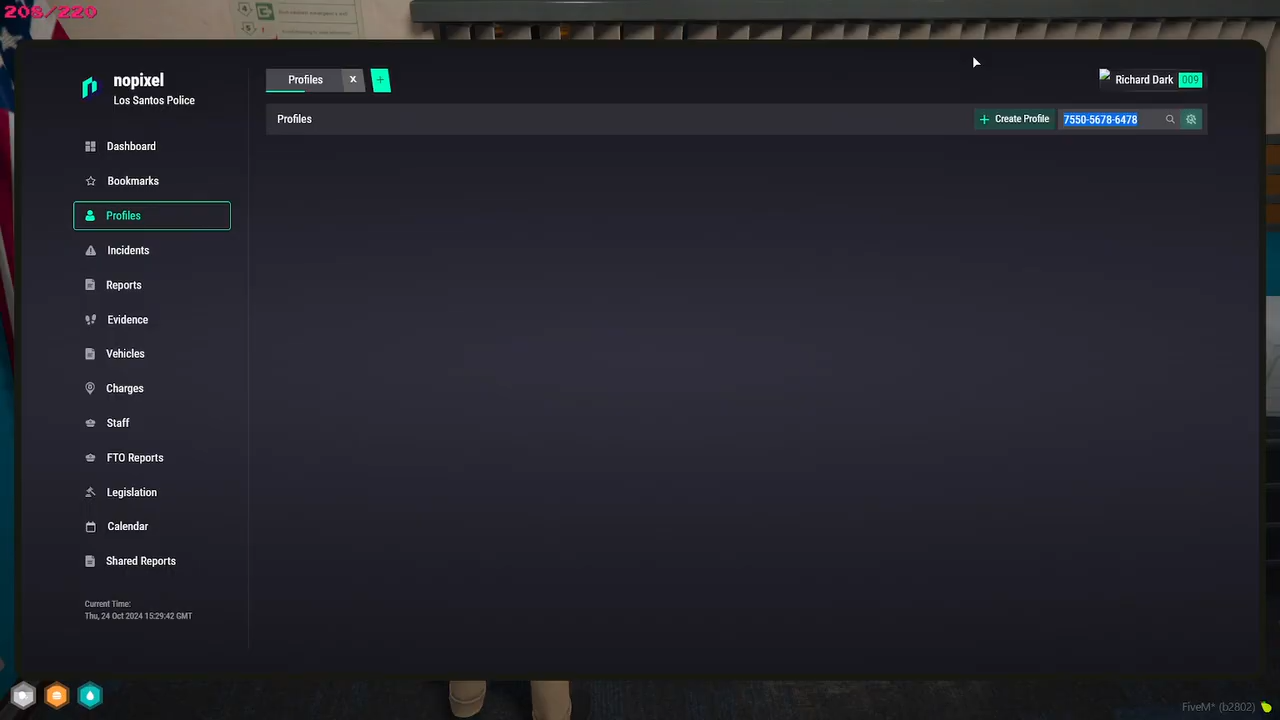 208/220
nopixel
Los Santos Police
Profiles
x
+
Richard Dark 009
Profiles
+ Create Profile
7550-5678-6478
Dashboard
Bookmarks
Profiles
Incidents
Reports
Evidence
Vehicles
Charges
Staff
FTO Reports
Legislation
Calendar
Shared Reports
Current Time:
Thu, 24 Oct 2024 15:29:42 GMT
FiveM* (b2802)